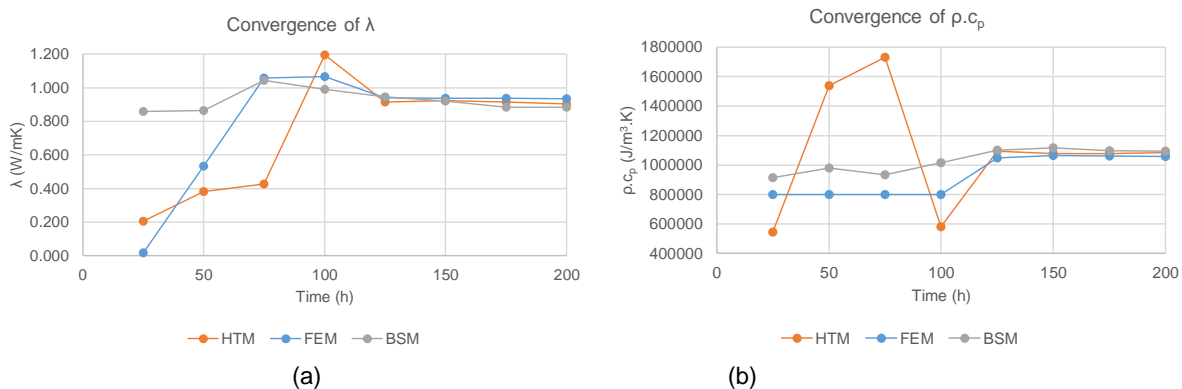 Convergence of λ
1.200
1.000
0.800
0.600
0.400
0.200
0.000
λ (W/mK)
0 50 100 150 200
Time (h)
HTM FEM BSM
(a)
Convergence of ρ.cₚ
1800000
1600000
1400000
1200000
1000000
800000
600000
400000
ρ.cₚ (J/m³.K)
0 50 100 150 200
Time (h)
HTM FEM BSM
(b)